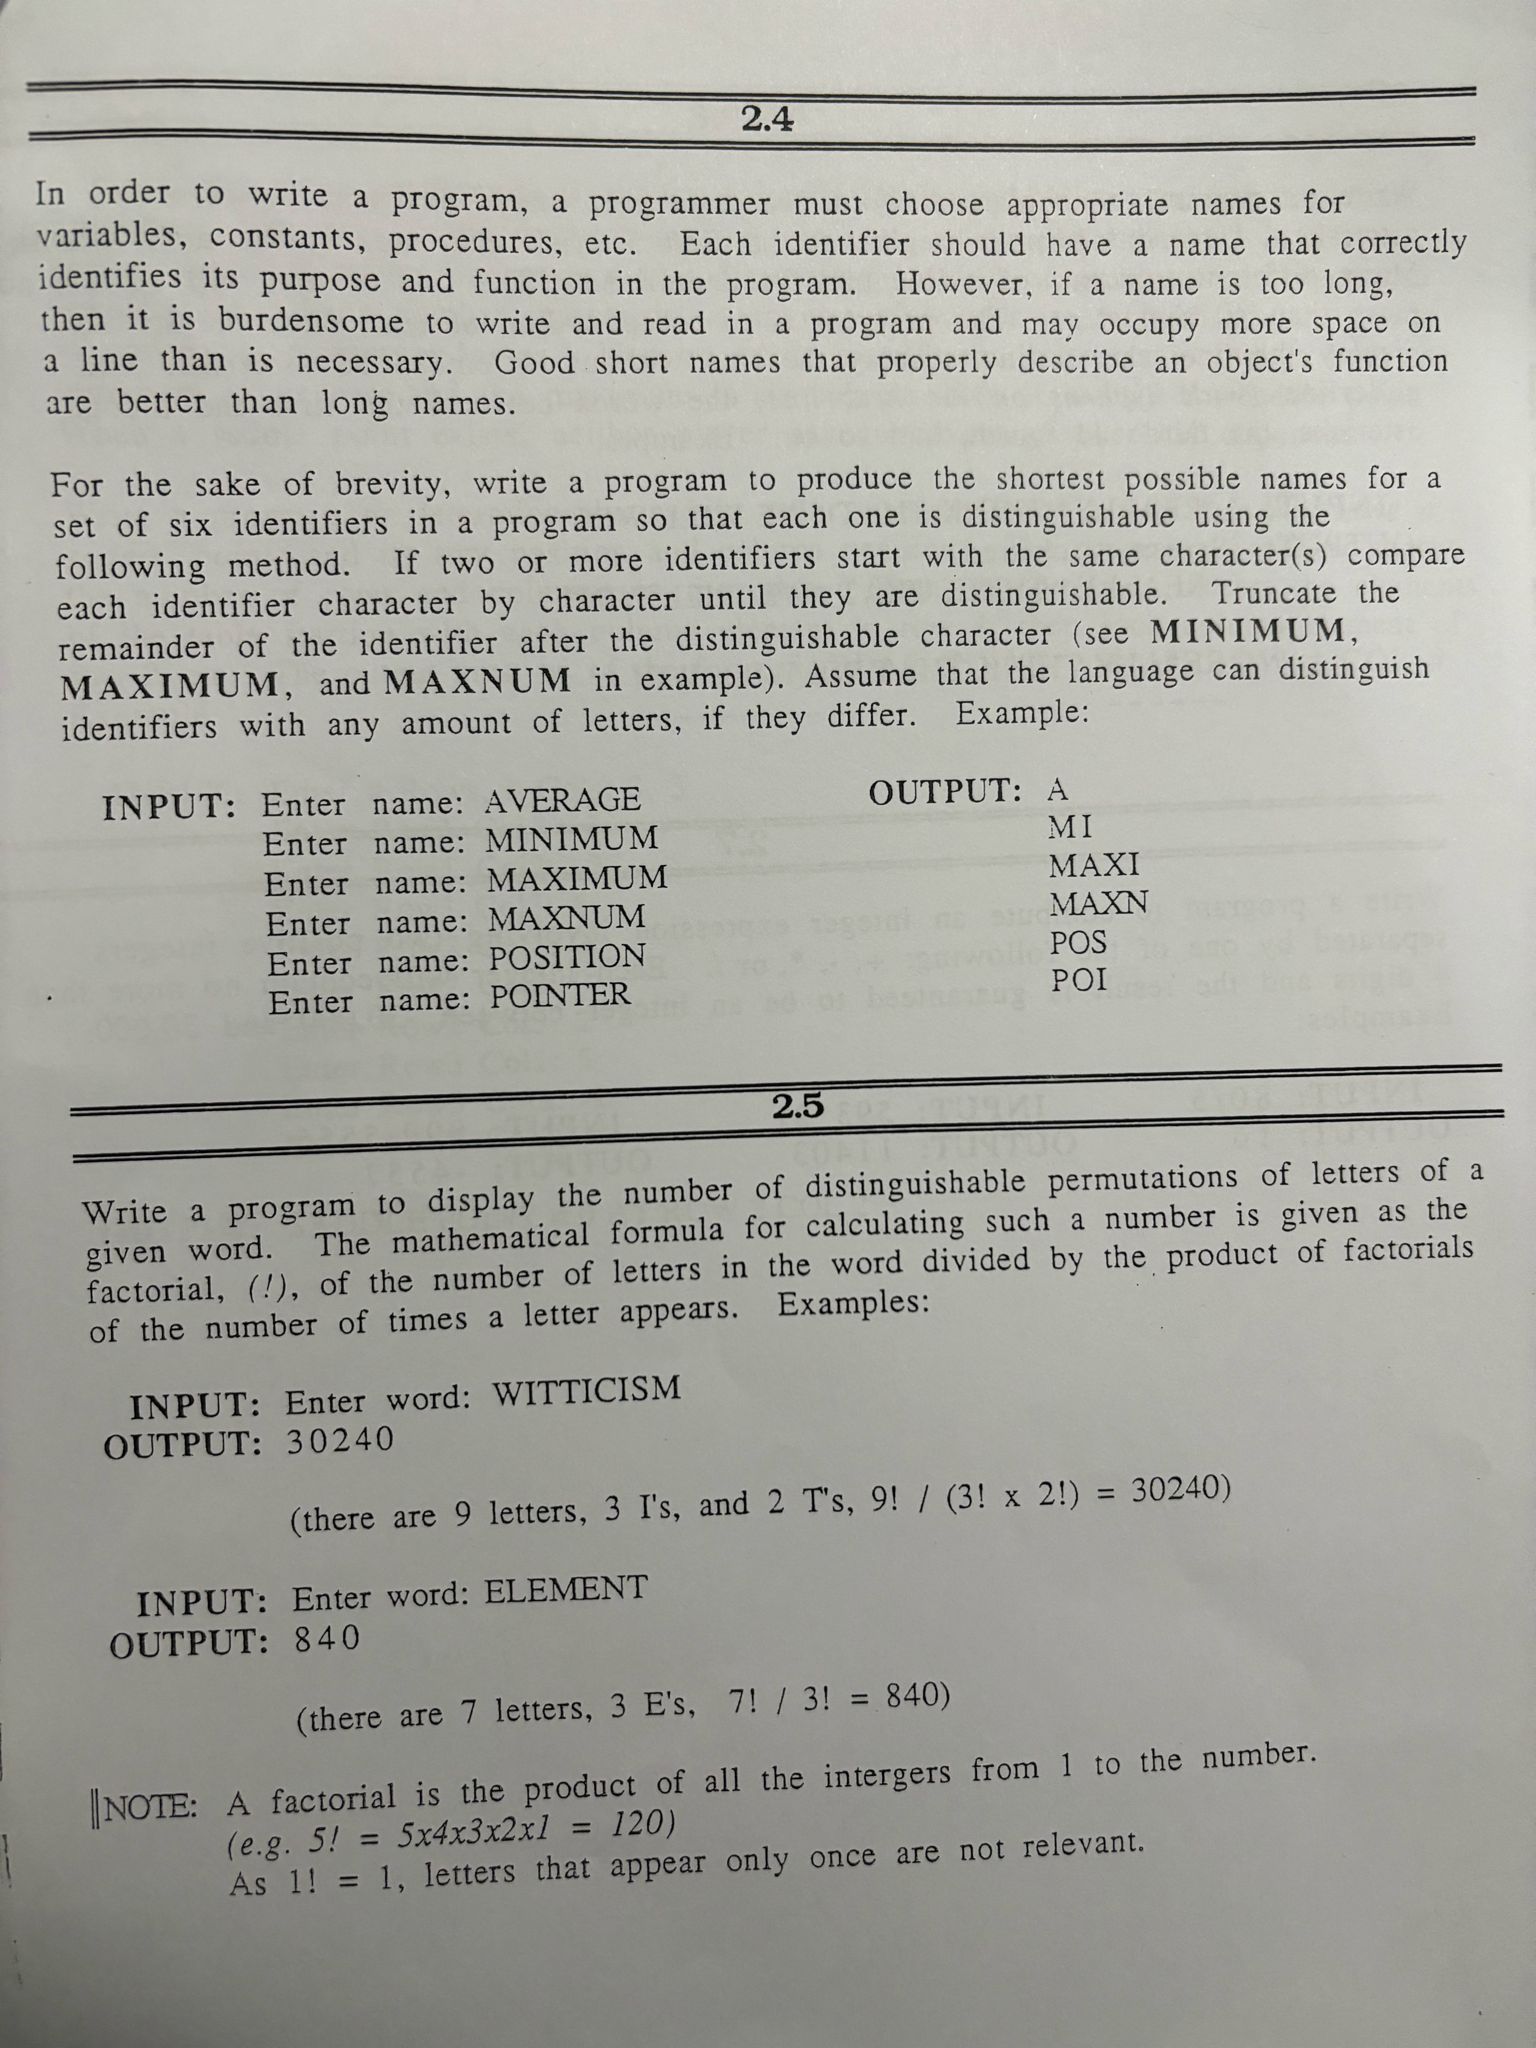 2.4
In order to write a program, a programmer must choose appropriate names for
variables, constants, procedures, etc. Each identifier should have a name that correctly
identifies its purpose and function in the program. However, if a name is too long,
then it is burdensome to write and read in a program and may occupy more space on
a line than is necessary. Good short names that properly describe an object's function
are better than long names.
For the sake of brevity, write a program to produce the shortest possible names for a
set of six identifiers in a program so that each one is distinguishable using the
following method. If two or more identifiers start with the same character(s) compare
each identifier character by character until they are distinguishable. Truncate the
remainder of the identifier after the distinguishable character (see MINIMUM,
MAXIMUM, and MAXNUM in example). Assume that the language can distinguish
identifiers with any amount of letters, if they differ. Example:
INPUT: Enter name: AVERAGE OUTPUT: A
Enter name: MINIMUM MI
Enter name: MAXIMUM MAXI
Enter name: MAXNUM MAXN
Enter name: POSITION POS
Enter name: POINTER POI
2.5
Write a program to display the number of distinguishable permutations of letters of a
given word. The mathematical formula for calculating such a number is given as the
factorial, (!), of the number of letters in the word divided by the product of factorials
of the number of times a letter appears. Examples:
INPUT: Enter word: WITTICISM
OUTPUT: 30240
(there are 9 letters, 3 I's, and 2 T's, 9! / (3! x 2!) = 30240)
INPUT: Enter word: ELEMENT
OUTPUT: 840
(there are 7 letters, 3 E's, 7! / 3! = 840)
NOTE: A factorial is the product of all the intergers from 1 to the number.
(e.g. 5! = 5x4x3x2x1 = 120)
As 1! = 1, letters that appear only once are not relevant.